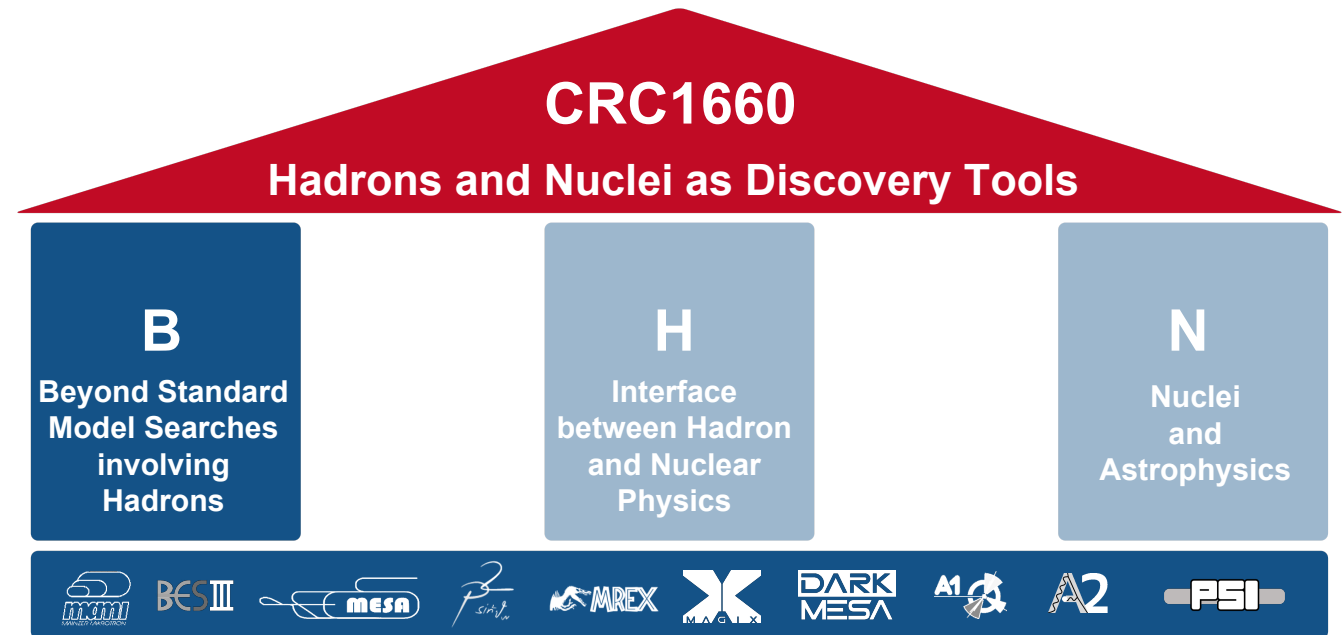 CRC1660
Hadrons and Nuclei as Discovery Tools
B
Beyond Standard
Model Searches
involving
Hadrons
H
Interface
between Hadron
and Nuclear
Physics
N
Nuclei
and
Astrophysics
mami
BESIII
MESA
P2
MREX
MAGIX
DARK
MESA
A1
A2
PSI